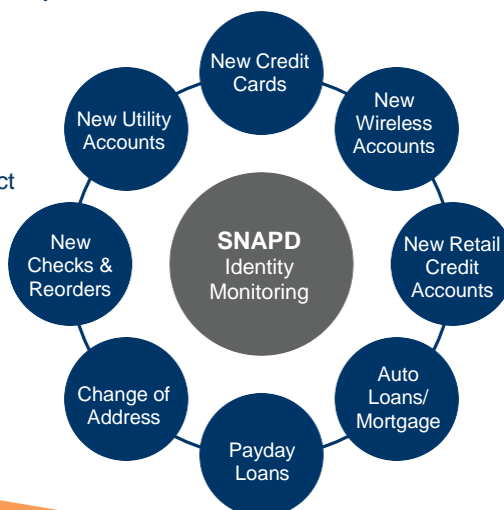 New Credit
Cards
New
Wireless
Accounts
New Retail
Credit
Accounts
Auto
Loans/
Mortgage
Payday
Loans
Change of
Address
New
Checks &
Reorders
New Utility
Accounts
SNAPD
Identity
Monitoring
ct